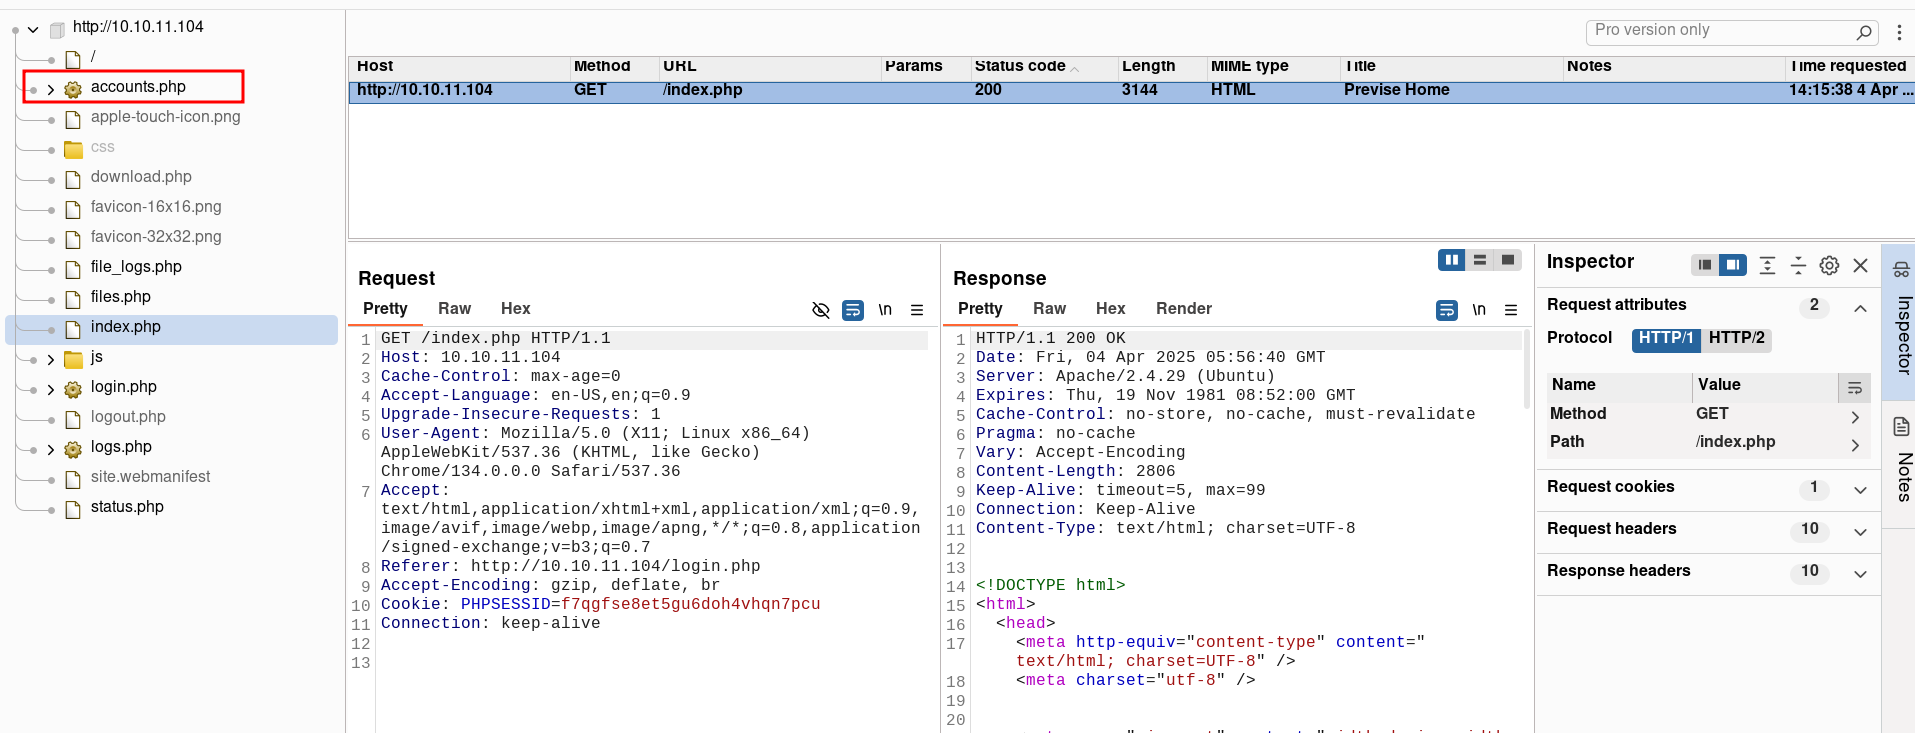 http://10.10.11.104
/
accounts.php
apple-touch-icon.png
css
download.php
favicon-16x16.png
favicon-32x32.png
file_logs.php
files.php
index.php
js
login.php
logout.php
logs.php
site.webmanifest
status.php
Pro version only
Host Method URL Params Status code Length MIME type Title Notes Time requested
http://10.10.11.104 GET /index.php 200 3144 HTML Previse Home 14:15:38 4 Apr ...
Request
Pretty Raw Hex \n
1 GET /index.php HTTP/1.1
2 Host: 10.10.11.104
3 Cache-Control: max-age=0
4 Accept-Language: en-US,en;q=0.9
5 Upgrade-Insecure-Requests: 1
6 User-Agent: Mozilla/5.0 (X11; Linux x86_64)
AppleWebKit/537.36 (KHTML, like Gecko)
Chrome/134.0.0.0 Safari/537.36
7 Accept:
text/html,application/xhtml+xml,application/xml;q=0.9,
image/avif,image/webp,image/apng,*/*;q=0.8,application
/signed-exchange;v=b3;q=0.7
8 Referer: http://10.10.11.104/login.php
9 Accept-Encoding: gzip, deflate, br
10 Cookie: PHPSESSID=f7qgfse8et5gu6doh4vhqn7pcu
11 Connection: keep-alive
12
13
Response
Pretty Raw Hex Render \n
1 HTTP/1.1 200 OK
2 Date: Fri, 04 Apr 2025 05:56:40 GMT
3 Server: Apache/2.4.29 (Ubuntu)
4 Expires: Thu, 19 Nov 1981 08:52:00 GMT
5 Cache-Control: no-store, no-cache, must-revalidate
6 Pragma: no-cache
7 Vary: Accept-Encoding
8 Content-Length: 2806
9 Keep-Alive: timeout=5, max=99
10 Connection: Keep-Alive
11 Content-Type: text/html; charset=UTF-8
12
13
14 <!DOCTYPE html>
15 <html>
16 <head>
17 <meta http-equiv="content-type" content="
text/html; charset=UTF-8" />
18 <meta charset="utf-8" />
19
20
Inspector
Request attributes 2
Protocol HTTP/1 HTTP/2
Name Value
Method GET
Path /index.php
Request cookies 1
Request headers 10
Response headers 10
Inspector
Notes